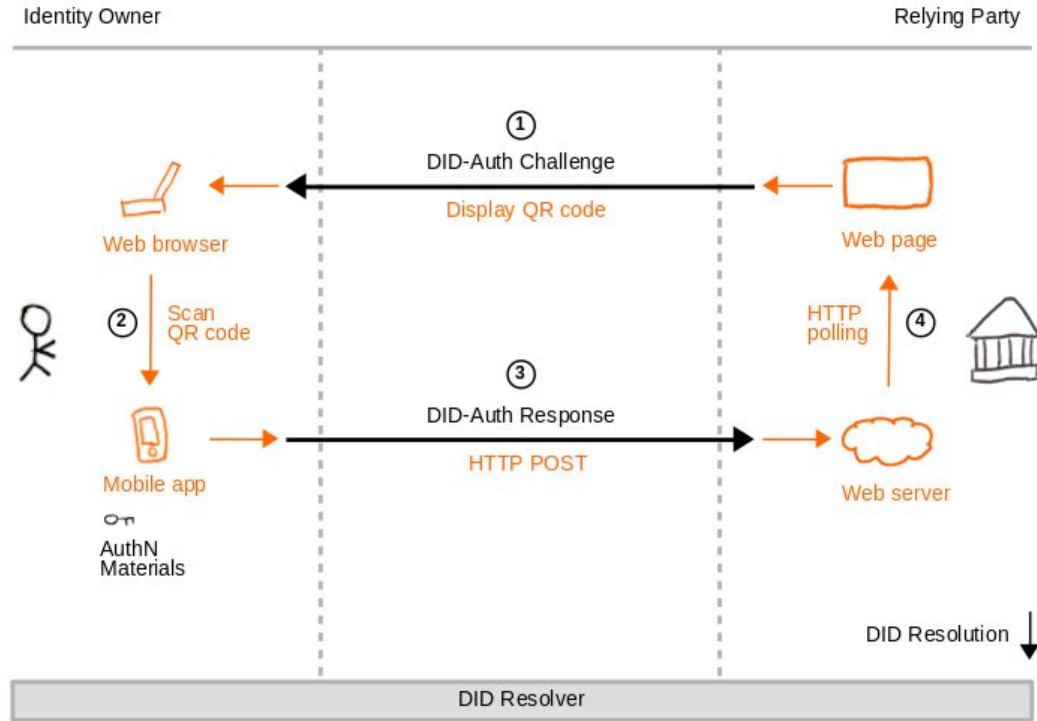 Identity Owner
Relying Party
1
DID-Auth Challenge
Display QR code
Web browser
Web page
2
Scan
QR code
HTTP
polling
4
3
DID-Auth Response
HTTP POST
Mobile app
Web server
AuthN
Materials
DID Resolution
DID Resolver